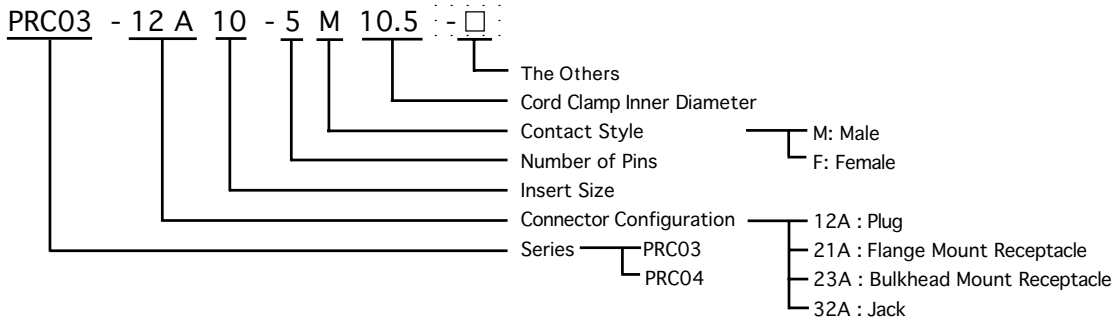 PRC03 - 12 A 10 - 5 M 10.5 - □
The Others
Cord Clamp Inner Diameter
Contact Style M: Male
Number of Pins F: Female
Insert Size
Connector Configuration 12A : Plug
Series PRC03 21A : Flange Mount Receptacle
PRC04 23A : Bulkhead Mount Receptacle
32A : Jack